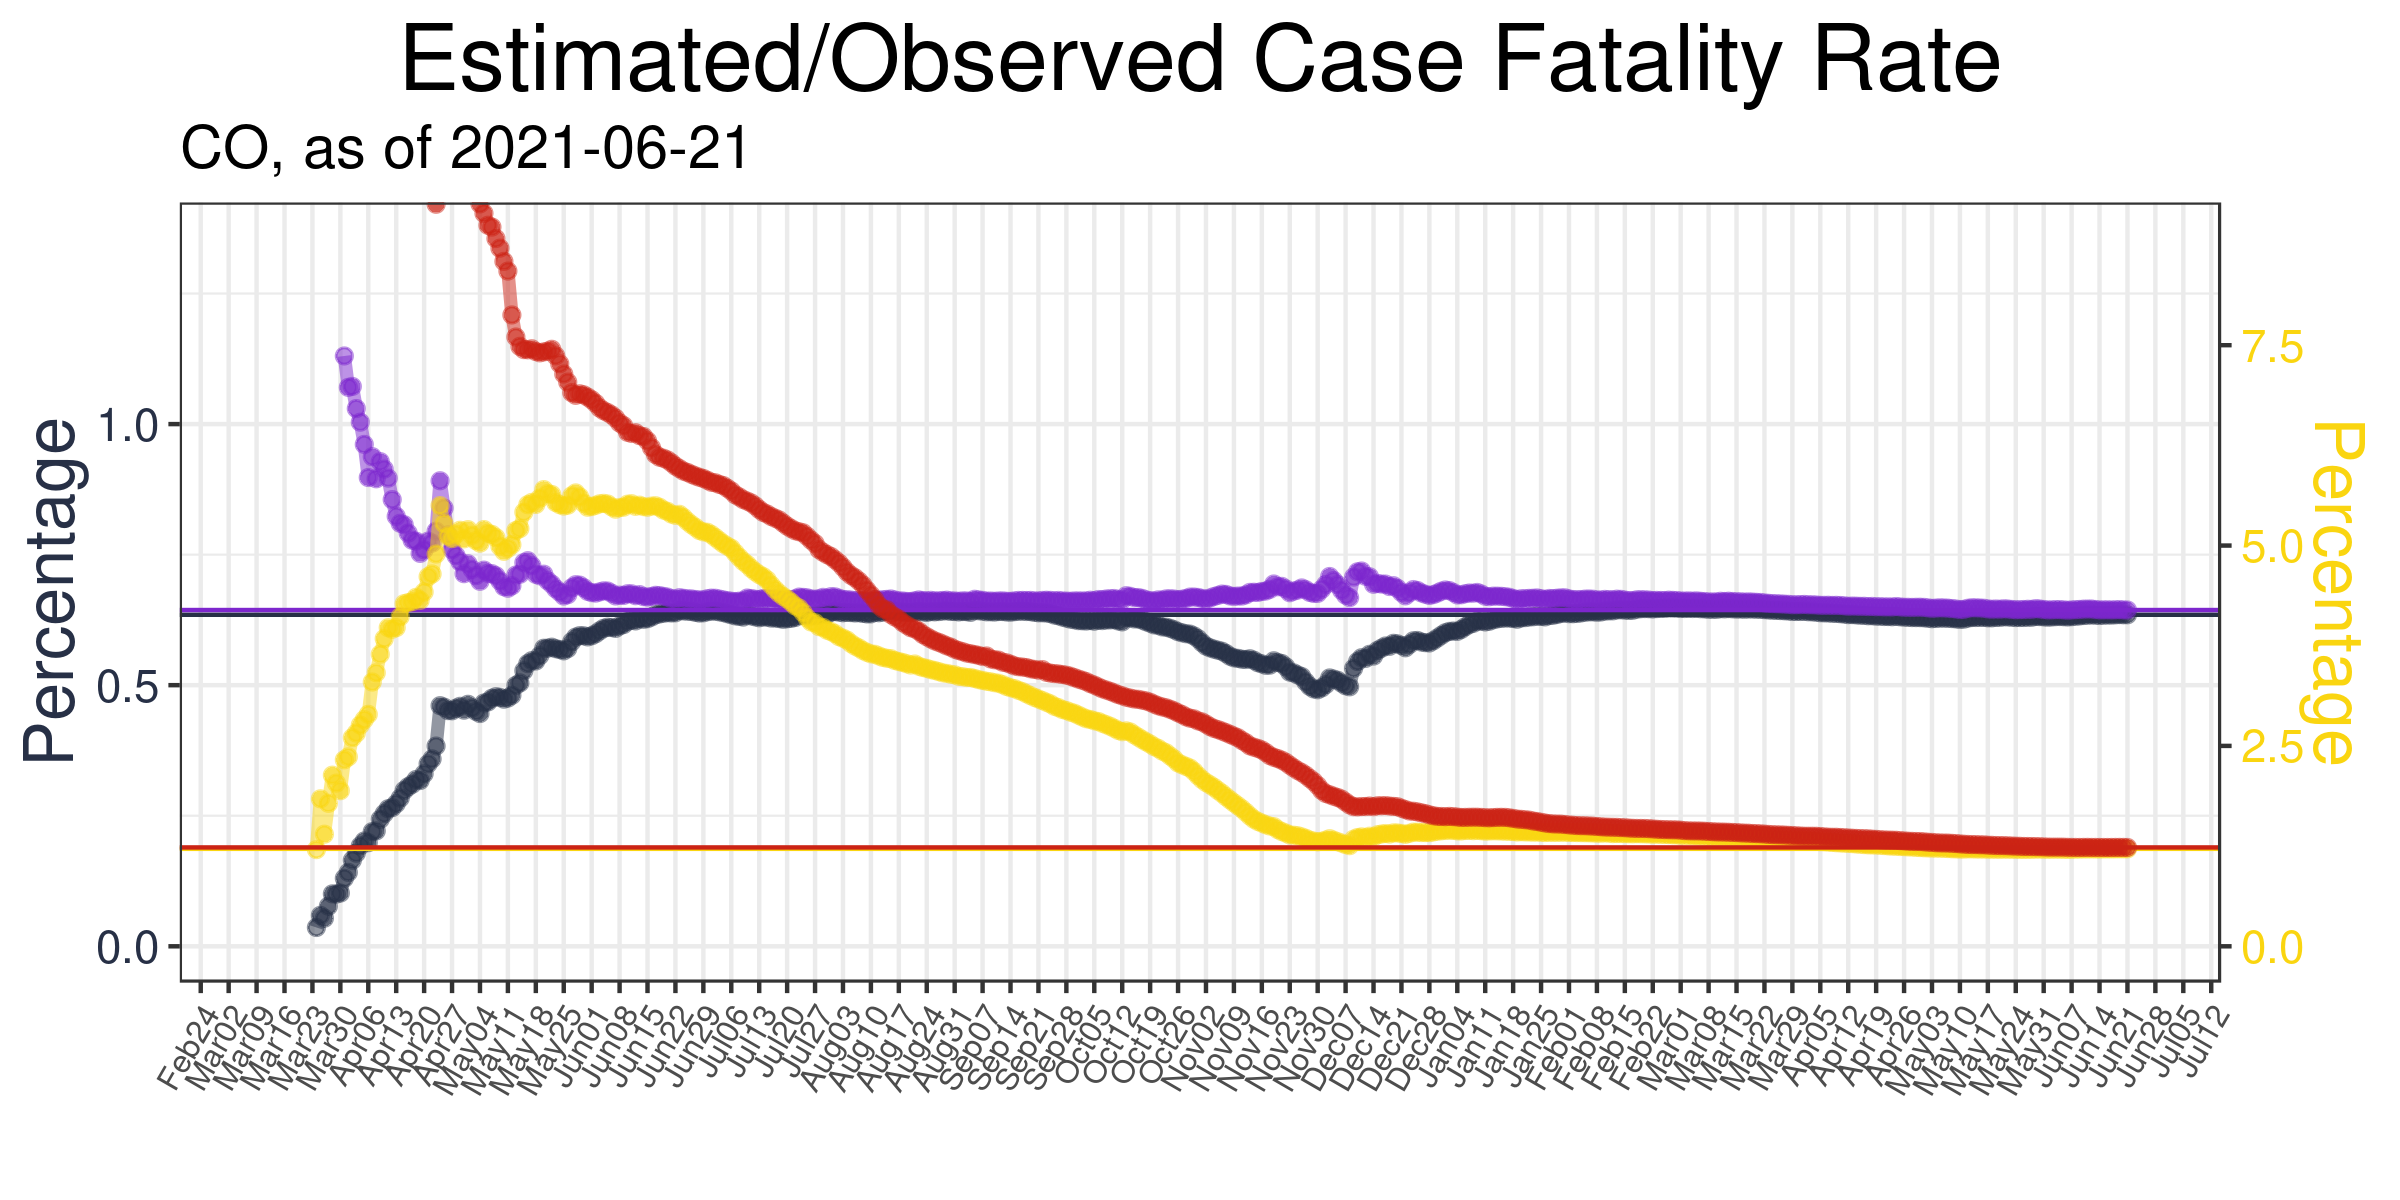 Estimated/Observed Case Fatality Rate
CO, as of 2021-06-21
Percentage
1.0
0.5
0.0
7.5
5.0
2.5
0.0
Percentage
Feb24
Mar02
Mar09
Mar16
Mar23
Mar30
Apr06
Apr13
Apr20
Apr27
May04
May11
May18
May25
Jun01
Jun08
Jun15
Jun22
Jun29
Jul06
Jul13
Jul20
Jul27
Aug03
Aug10
Aug17
Aug24
Aug31
Sep07
Sep14
Sep21
Sep28
Oct05
Oct12
Oct19
Oct26
Nov02
Nov09
Nov16
Nov23
Nov30
Dec07
Dec14
Dec21
Dec28
Jan04
Jan11
Jan18
Jan25
Feb01
Feb08
Feb15
Feb22
Mar01
Mar08
Mar15
Mar22
Mar29
Apr05
Apr12
Apr19
Apr26
May03
May10
May17
May24
May31
Jun07
Jun14
Jun21
Jun28
Jul05
Jul12